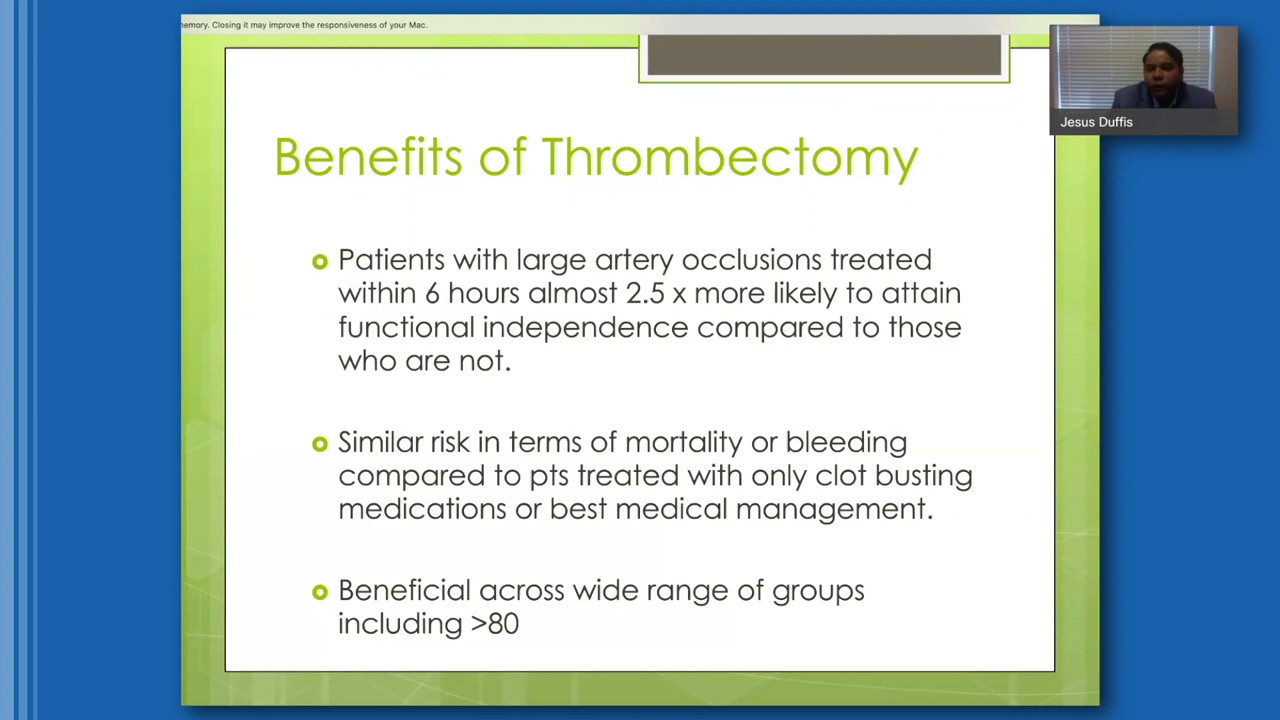 memory. Closing it may improve the responsiveness of your Mac.
Jesus Duffis
Benefits of Thrombectomy
Patients with large artery occlusions treated
within 6 hours almost 2.5 x more likely to attain
functional independence compared to those
who are not.
Similar risk in terms of mortality or bleeding
compared to pts treated with only clot busting
medications or best medical management.
Beneficial across wide range of groups
including >80